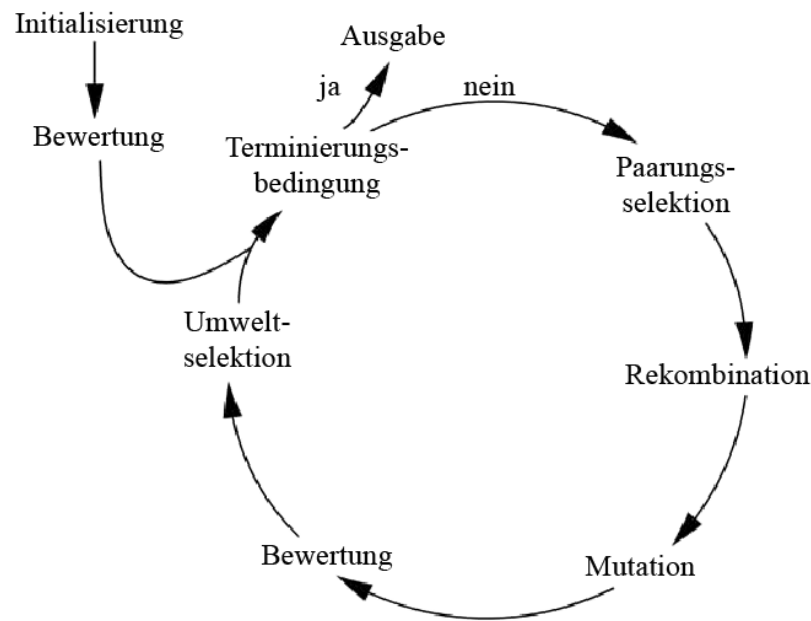 Initialisierung
Ausgabe
ja
nein
Bewertung
Terminierungs-
bedingung
Paarungs-
selektion
Umwelt-
selektion
Rekombination
Bewertung
Mutation